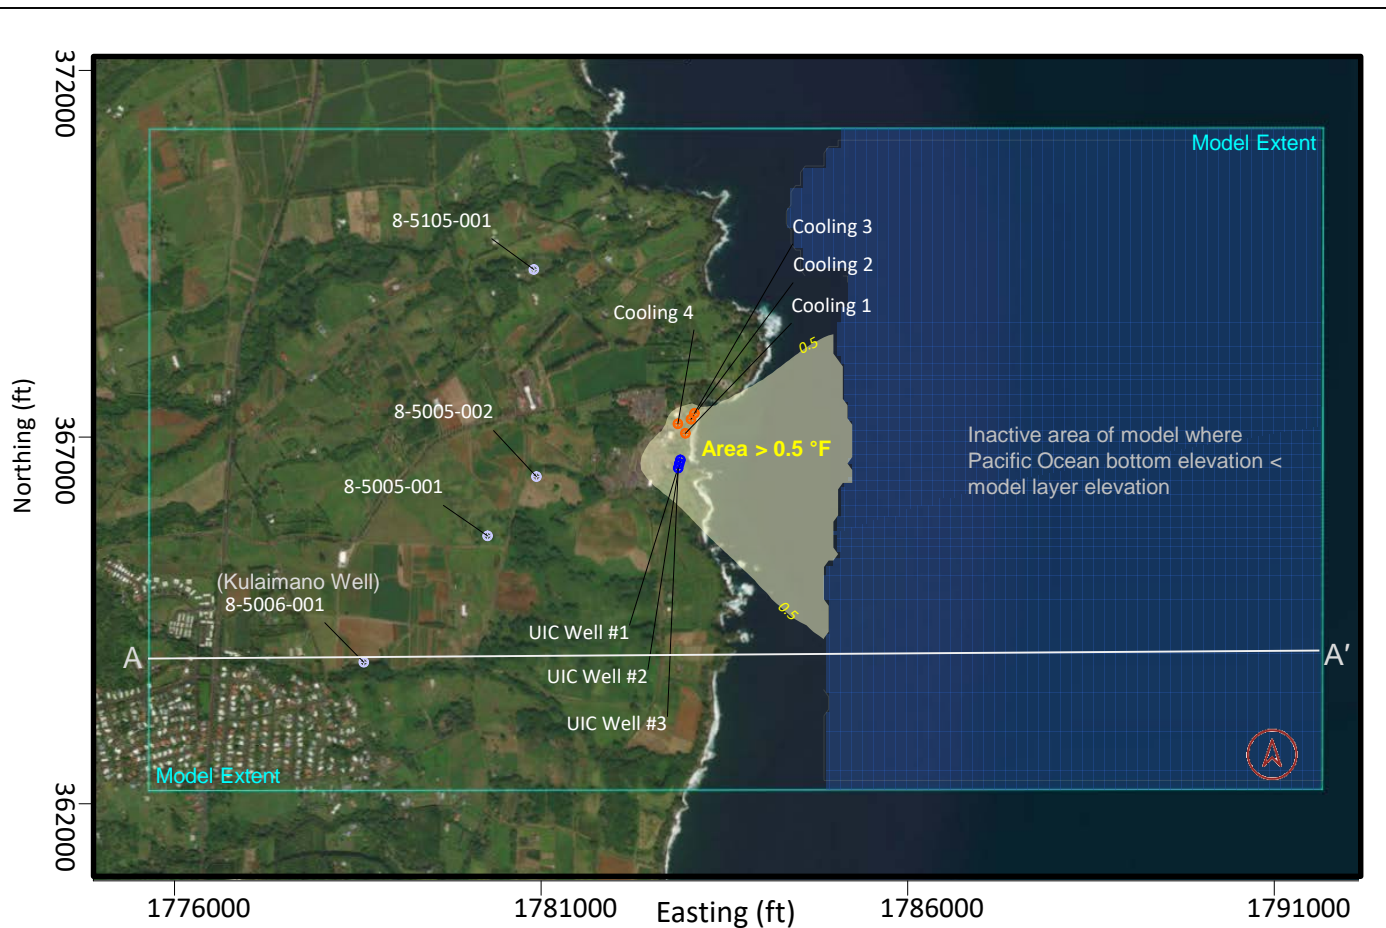 372000
Model Extent
8-5105-001
Cooling 3
Cooling 2
Cooling 1
Cooling 4
0.5
8-5005-002
Area > 0.5 °F
Inactive area of model where
Pacific Ocean bottom elevation <
model layer elevation
Northing (ft)
367000
8-5005-001
(Kulaimano Well)
8-5006-001
0.5
UIC Well #1
A
A'
UIC Well #2
UIC Well #3
Model Extent
362000
1776000
1781000
Easting (ft)
1786000
1791000